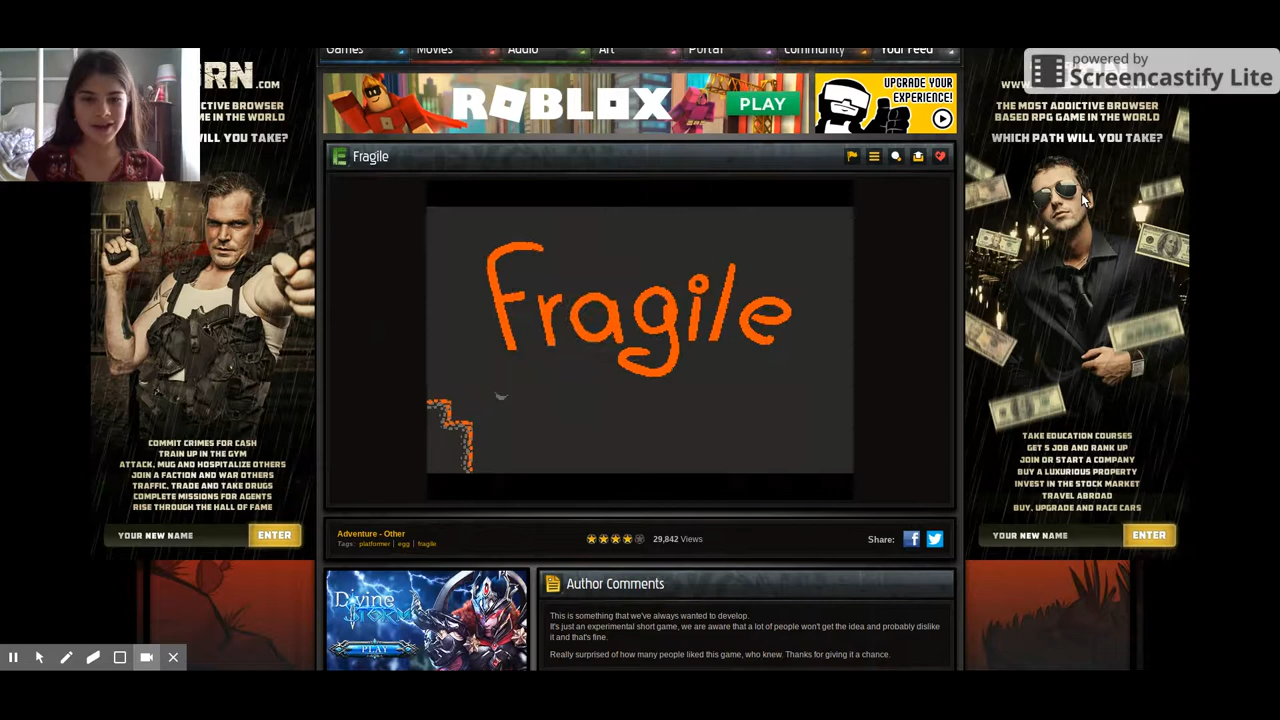 Games Movies Audio Art Portal Community Your Feed
powered by
Screencastify Lite
RN.COM
DICTIVE BROWSER
E IN THE WORLD
WILL YOU TAKE?
ROBLOX PLAY
UPGRADE YOUR
EXPERIENCE!
WWW.
THE MOST ADDICTIVE BROWSER
BASED RPG GAME IN THE WORLD
WHICH PATH WILL YOU TAKE?
E Fragile
Fragile
COMMIT CRIMES FOR CASH
TRAIN UP IN THE GYM
ATTACK, MUG AND HOSPITALIZE OTHERS
JOIN A FACTION AND WAR OTHERS
TRAFFIC, TRADE AND TAKE DRUGS
COMPLETE MISSIONS FOR AGENTS
RISE THROUGH THE HALL OF FAME
YOUR NEW NAME ENTER
TAKE EDUCATION COURSES
GET S JOB AND RANK UP
JOIN OR START A COMPANY
BUY A LUXURIOUS PROPERTY
INVEST IN THE STOCK MARKET
TRAVEL ABROAD
BUY, UPGRADE AND RACE CARS
YOUR NEW NAME ENTER
Adventure - Other
Tags: platformer | egg | fragile
29,842 Views
Share:
Divine
PLAY
Author Comments
This is something that we've always wanted to develop.
It's just an experimental short game, we are aware that a lot of people won't get the idea and probably dislike
it and that's fine.
Really surprised of how many people liked this game, who knew. Thanks for giving it a chance.